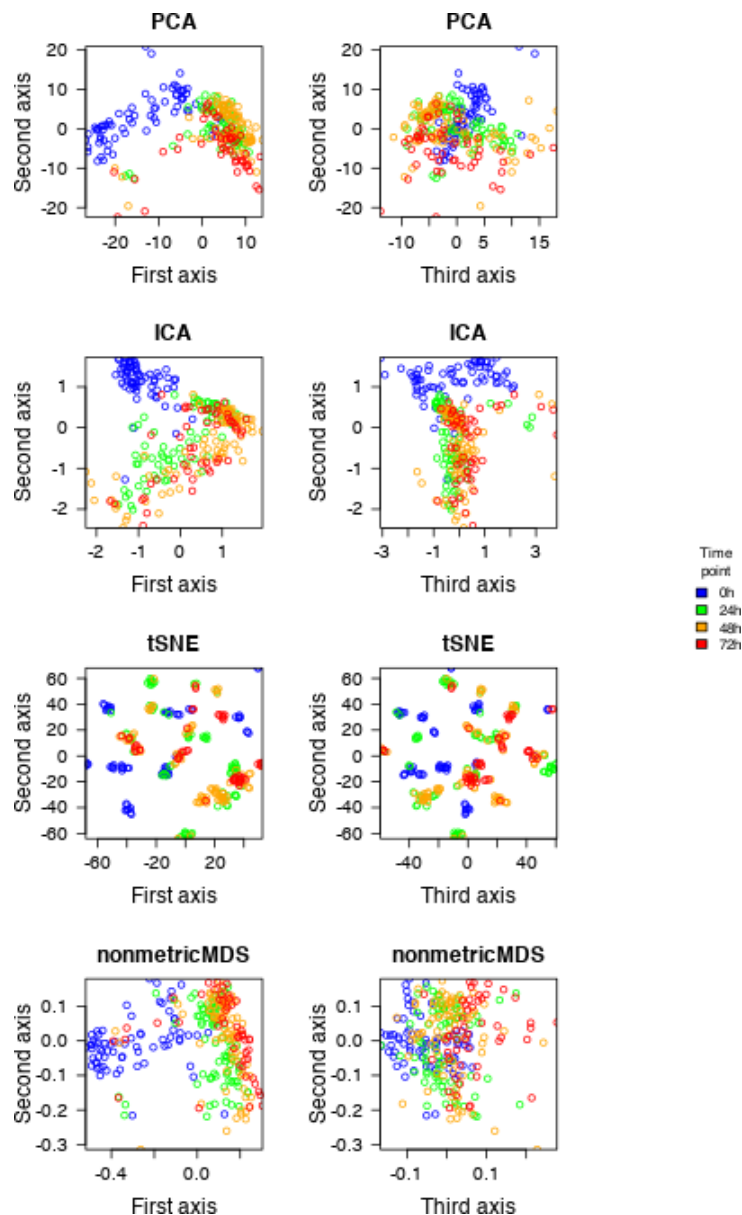 PCA PCA
20 20
10 10
0 0
-10 -10
-20 -20
Second axis Second axis
-20 -10 0 10 -10 0 5 15
First axis Third axis
ICA ICA
1 1
0 0
-1 -1
-2 -2
Second axis Second axis
-2 -1 0 1 -3 -1 1 3
First axis Third axis
Time
point
0h
24h
48h
72h
tSNE tSNE
60 60
40 40
20 20
0 0
-20 -20
-40 -40
-60 -60
Second axis Second axis
-60 -20 20 -40 0 40
First axis Third axis
nonmetricMDS nonmetricMDS
0.1 0.1
0.0 0.0
-0.1 -0.1
-0.2 -0.2
-0.3 -0.3
Second axis Second axis
-0.4 0.0 -0.1 0.1
First axis Third axis